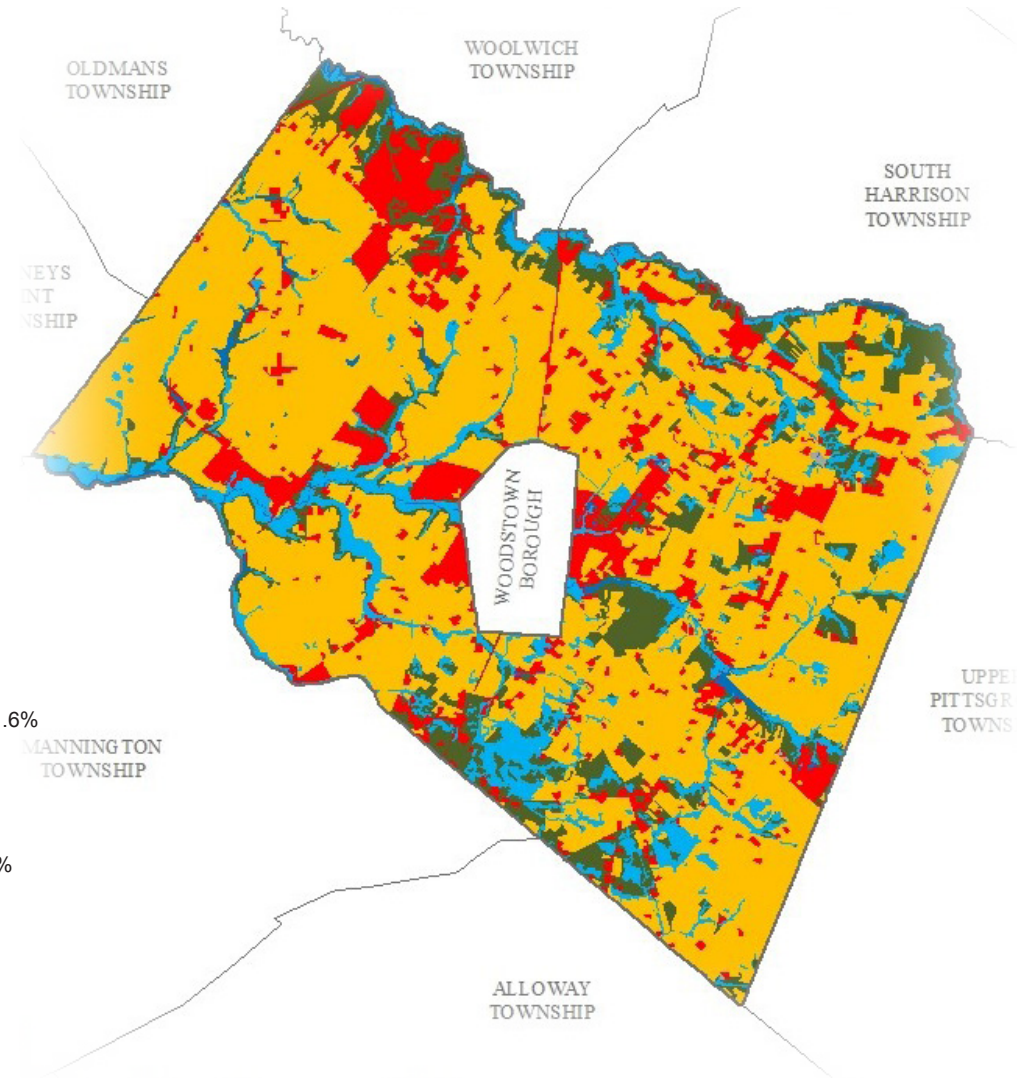 OLDMANS
TOWNSHIP
WOOLWICH
TOWNSHIP
SOUTH
HARRISON
TOWNSHIP
NEYS
NT
NSHIP
WOODSTOWN
BOROUGH
UPPE
PITTSGR
TOWNS
.6%
MANNINGTON
TOWNSHIP
%
ALLOWAY
TOWNSHIP